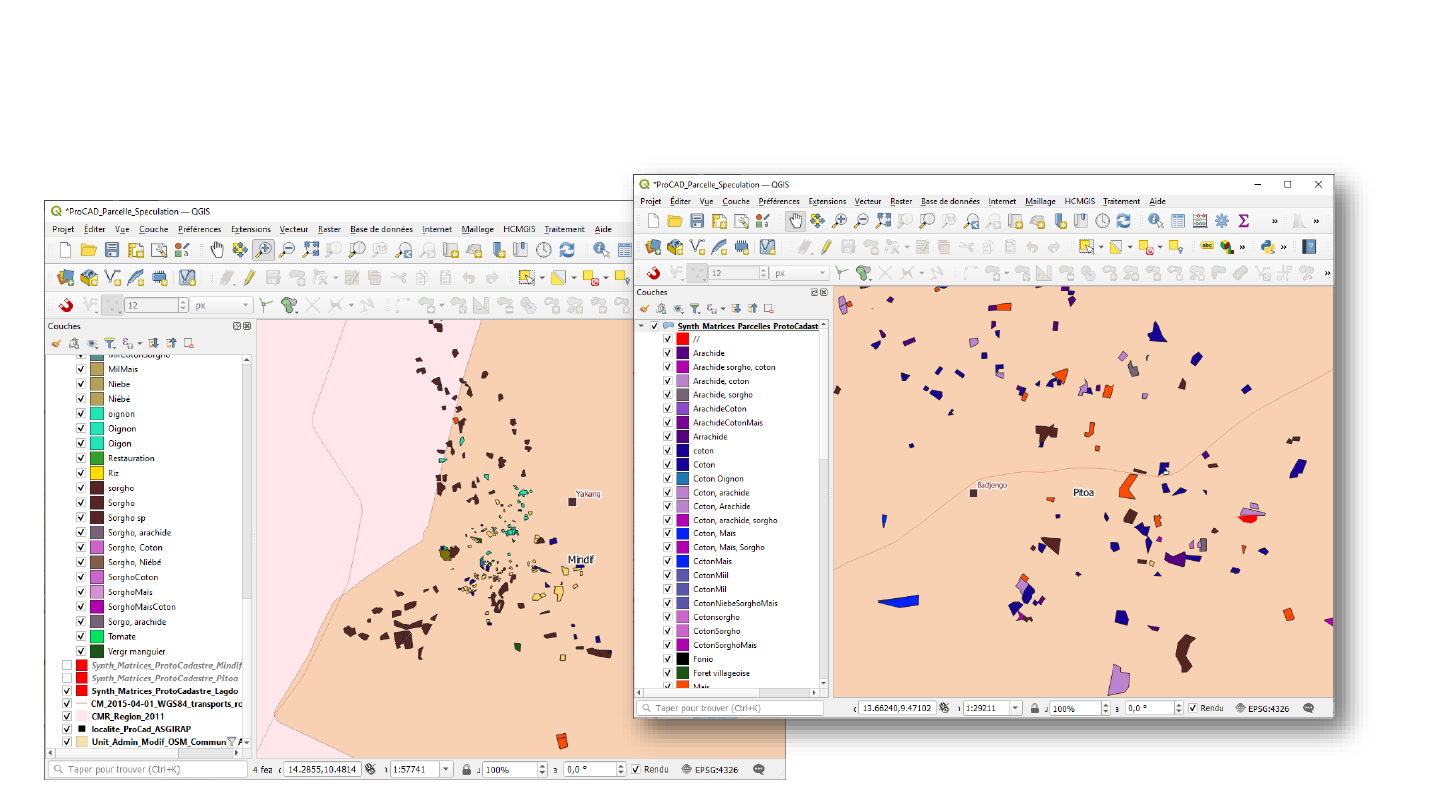 *ProCAD_Parcelle_Speculation — QGIS
Projet Éditer Vue Couche Préférences Extensions Vecteur Raster Base de données Internet Maillage HCMGIS Traitement Aide
12 px
Couches
MilCotonSorgho
MilMais
Niebe
Niébé
oignon
Oignon
Oigon
Restauration
Riz
sorgho
Sorgho
Sorgho sp
Sorgho, arachide
Sorgho, Coton
Sorgho, Niébé
SorghoCoton
SorghoMais
SorghoMaisCoton
Sorgo, arachide
Tomate
Vergr manguier
Synth_Matrices_ProtoCadastre_Mindif
Synth_Matrices_ProtoCadastre_Pitoa
Synth_Matrices_ProtoCadastre_Lagdo
CM_2015-04-01_WGS84_transports_ro
CMR_Region_2011
localite_ProCad_ASGIRAP
Unit_Admin_Modif_OSM_Commun
Yakang
Mindif
Taper pour trouver (Ctrl+K) 4 fea 14.2855,10.4814 1:57741 100% a 0,0 ° Rendu EPSG:4326
*ProCAD_Parcelle_Speculation — QGIS
Projet Éditer Vue Couche Préférences Extensions Vecteur Raster Base de données Internet Maillage HCMGIS Traitement Aide
abc
12 px
Couches
Synth_Matrices_Parcelles_ProtoCadast
//
Arachide
Arachide sorgho, coton
Arachide, coton
Arachide, sorgho
ArachideCoton
ArachideCotonMais
Arrachide
coton
Coton
Coton Oignon
Coton, arachide
Coton, Arachide
Coton, arachide, sorgho
Coton, Mais
Coton, Mais, Sorgho
CotonMais
CotonMiil
CotonMil
CotonNiebeSorghoMais
Cotonsorgho
CotonSorgho
CotonSorghoMais
Fonio
Foret villageoise
Mais
Badjengo
Pitoa
Taper pour trouver (Ctrl+K) 13.66240,9.47102 1:29211 100% a 0,0 ° Rendu EPSG:4326